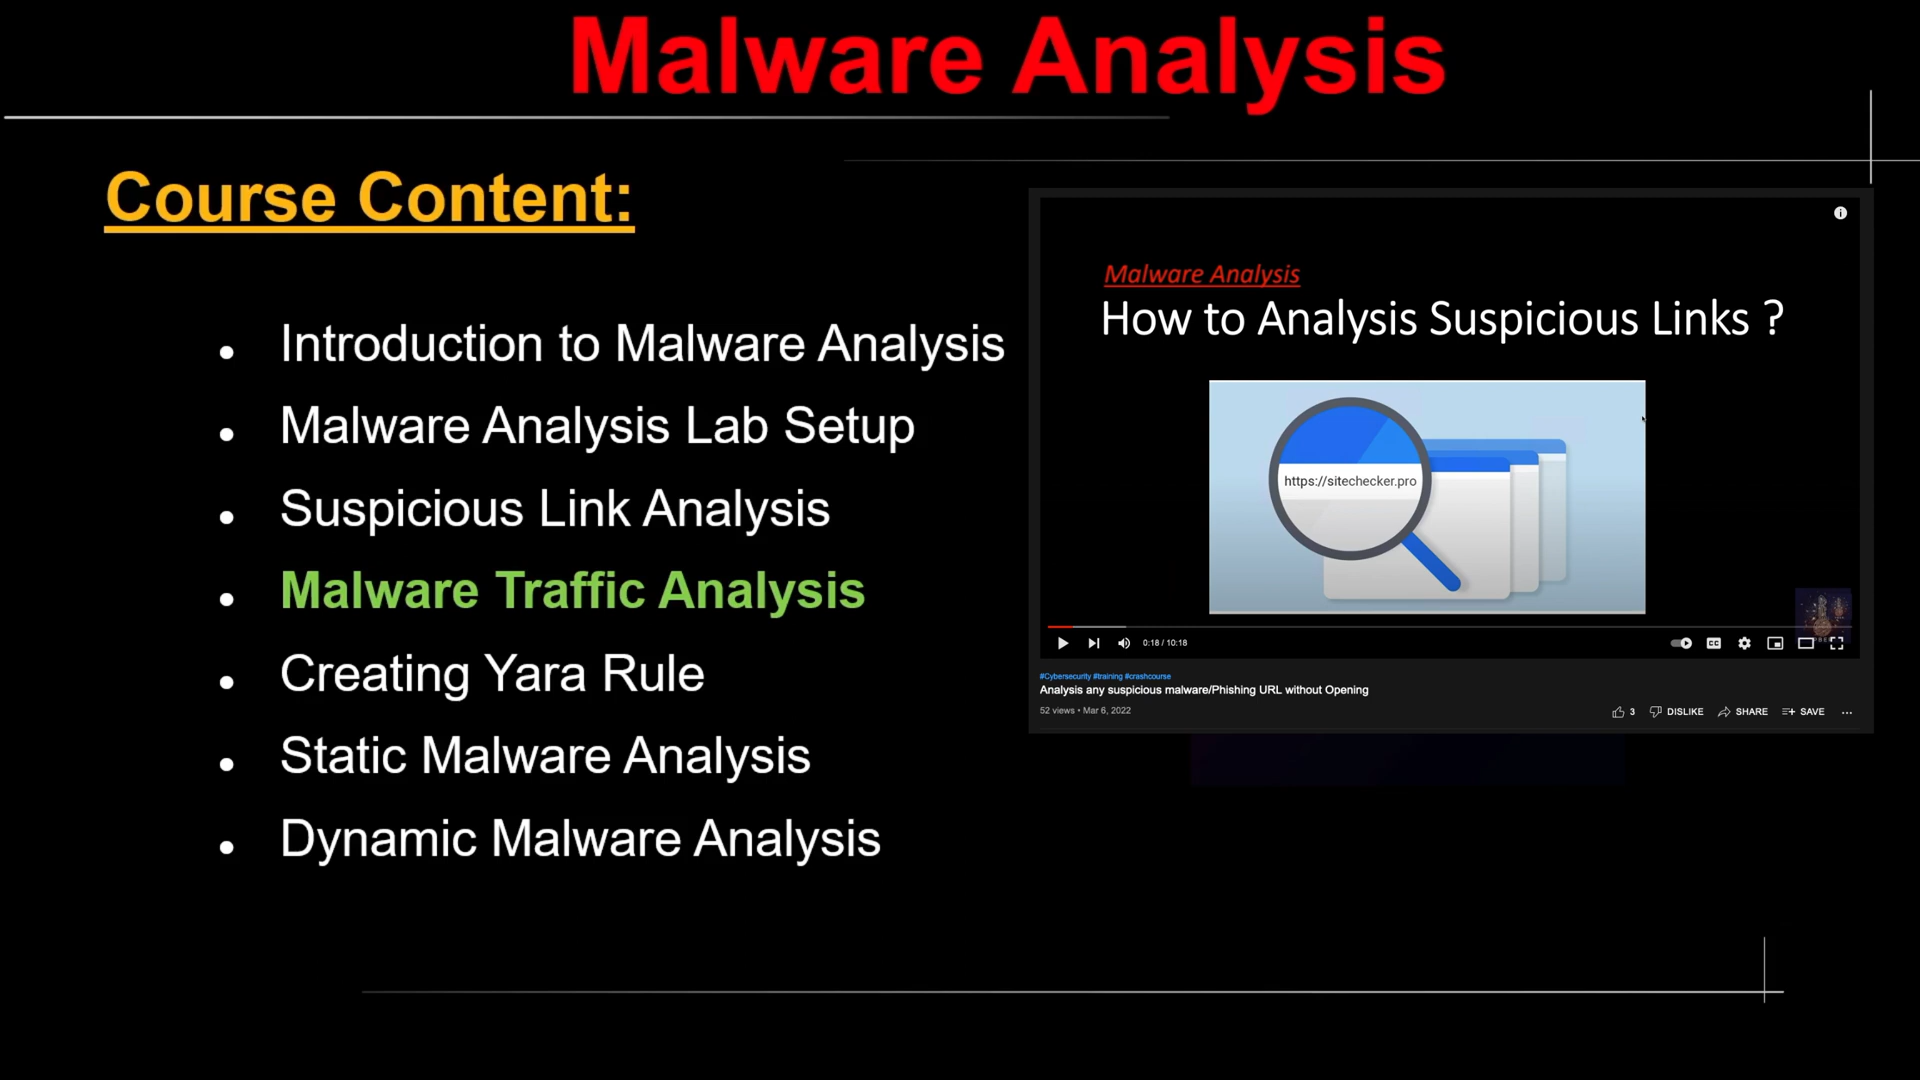 Malware Analysis
Course Content:
Introduction to Malware Analysis
Malware Analysis Lab Setup
Suspicious Link Analysis
Malware Traffic Analysis
Creating Yara Rule
Static Malware Analysis
Dynamic Malware Analysis
Malware Analysis
How to Analysis Suspicious Links ?
https://sitechecker.pro
0:18 / 10:18
#Cybersecurity #training #crashcourse
Analysis any suspicious malware/Phishing URL without Opening
52 views • Mar 6, 2022
3 DISLIKE SHARE SAVE ...